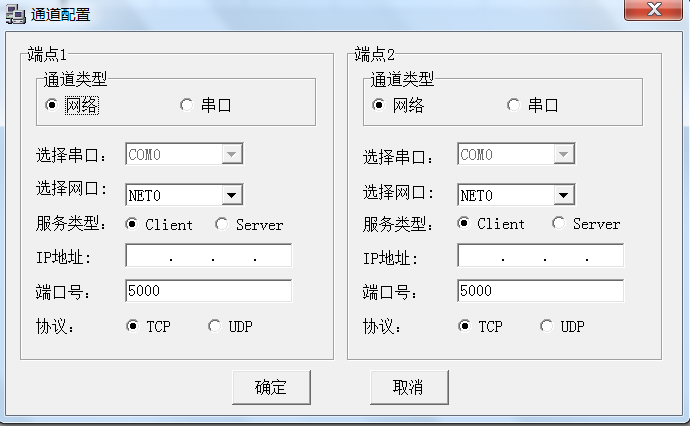 通道配置
端点1
通道类型
网络 串口
选择串口: COM0
选择网口: NET0
服务类型: Client Server
IP地址: . . .
端口号: 5000
协议: TCP UDP
端点2
通道类型
网络 串口
选择串口: COM0
选择网口: NET0
服务类型: Client Server
IP地址: . . .
端口号: 5000
协议: TCP UDP
确定 取消